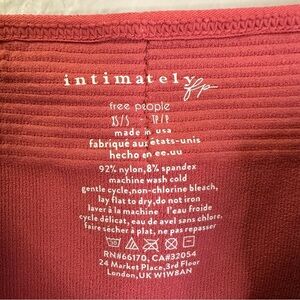 intimately fp
free people
XS/S - TP/P
made in usa
fabriqué aux états-unis
hecho en ee.uu
92% nylon, 8% spandex
machine wash cold
gentle cycle, non-chlorine bleach,
lay flat to dry, do not iron
laver à la machine l'eau froide
cycle délicat, eau de avel sans chlore,
faire sécher à plat, ne pas repasser
RN#66170, CA#32054
24 Market Place, 3rd Floor
London, UK W1W8AN